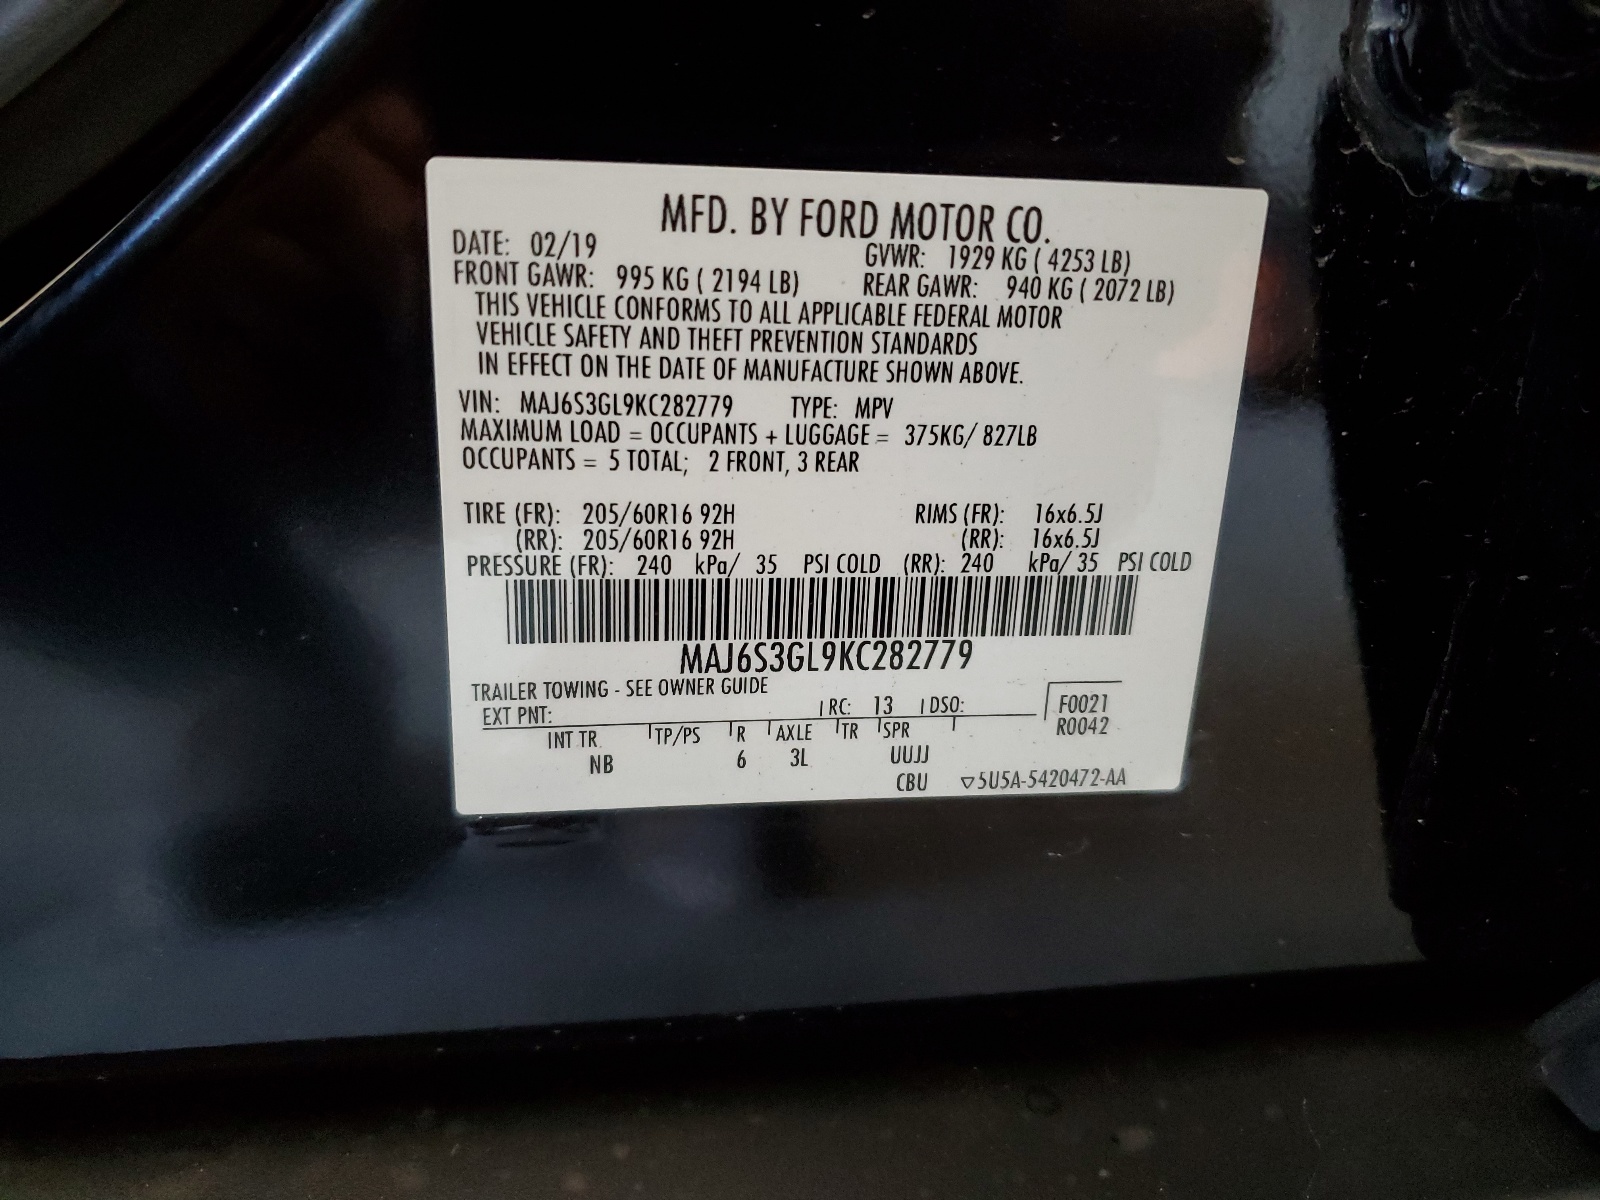 MFD. BY FORD MOTOR CO.
DATE: 02/19 GVWR: 1929 KG ( 4253 LB)
FRONT GAWR: 995 KG ( 2194 LB) REAR GAWR: 940 KG ( 2072 LB)
THIS VEHICLE CONFORMS TO ALL APPLICABLE FEDERAL MOTOR
VEHICLE SAFETY AND THEFT PREVENTION STANDARDS
IN EFFECT ON THE DATE OF MANUFACTURE SHOWN ABOVE.
VIN: MAJ6S3GL9KC282779 TYPE: MPV
MAXIMUM LOAD = OCCUPANTS + LUGGAGE = 375KG/ 827LB
OCCUPANTS = 5 TOTAL; 2 FRONT, 3 REAR
TIRE (FR): 205/60R16 92H RIMS (FR): 16x6.5J
(RR): 205/60R16 92H (RR): 16x6.5J
PRESSURE (FR): 240 kPa/ 35 PSI COLD (RR): 240 kPa/ 35 PSI COLD
MAJ6S3GL9KC282779
TRAILER TOWING - SEE OWNER GUIDE
EXT PNT: RC: 13 DSO: F0021
R0042
INT TR TP/PS R AXLE TR SPR
NB 6 3L UUJJ
CBU ▽5U5A-5420472-AA